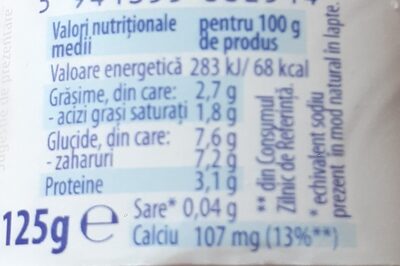 Valori nutriționale pentru 100 g
medii de produs
Valoare energetică 283 kJ/ 68 kcal
Grăsime, din care: 2,7 g
- acizi grași saturați 1,8 g
Glucide, din care: 7,6 g
- zaharuri 7,2 g
Proteine 3,1 g
Sare* 0,04 g
Calciu 107 mg (13%**)
125g ℮
** din Consumul
Zilnic de Referință.
* echivalent sodiu
prezent în mod natural în lapte.